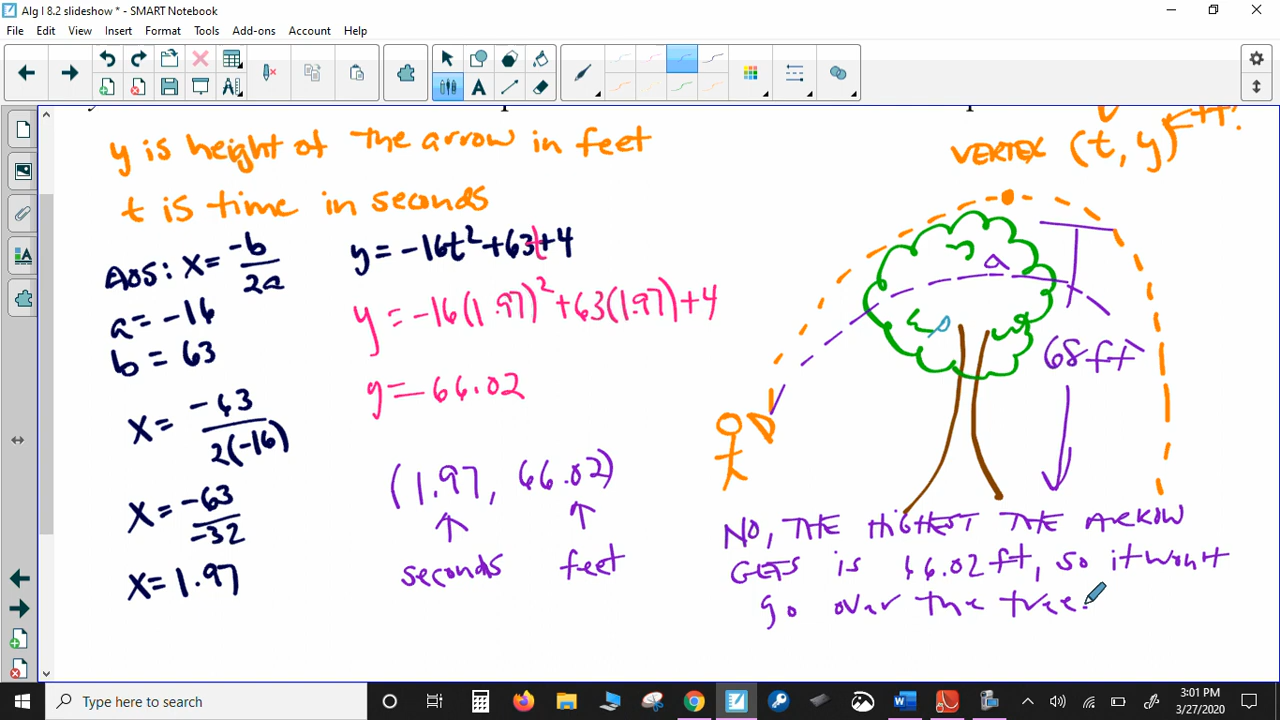 Alg I 8.2 slideshow * - SMART Notebook
File Edit View Insert Format Tools Add-ons Account Help
y is height of the arrow in feet
t is time in seconds
AOS: x = -b / 2a
a = -16
b = 63
x = -63 / 2(-16)
x = -63 / -32
x = 1.97
y = -16t² + 63t + 4
y = -16(1.97)² + 63(1.97) + 4
y = 66.02
(1.97, 66.02)
seconds feet
VERTEX (t, y) ft.
68 ft
NO, THE HIGHEST THE ARROW
GETS is 66.02 ft, so it won't
go over the tree.
Type here to search
3:01 PM
3/27/2020